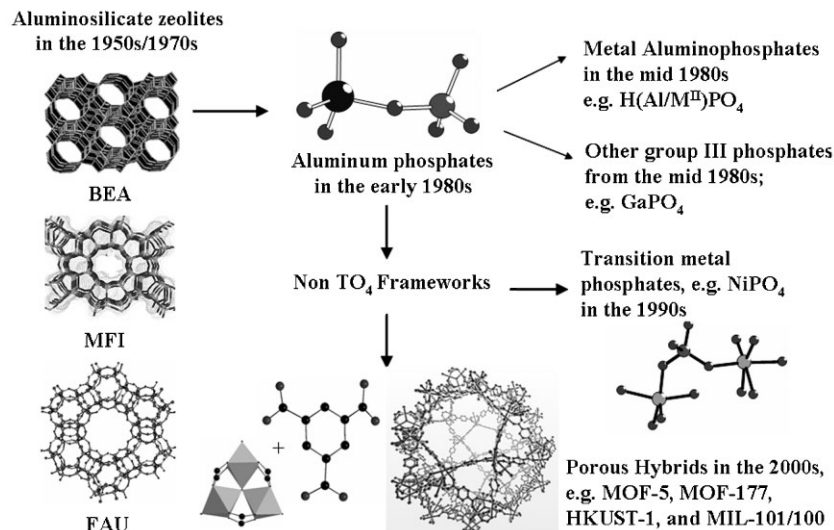 Aluminosilicate zeolites
in the 1950s/1970s
BEA
MFI
FAU
Aluminum phosphates
in the early 1980s
Metal Aluminophosphates
in the mid 1980s
e.g. H(Al/Mᴵᴵ)PO₄
Other group III phosphates
from the mid 1980s;
e.g. GaPO₄
Non TO₄ Frameworks
Transition metal
phosphates, e.g. NiPO₄
in the 1990s
+
Porous Hybrids in the 2000s,
e.g. MOF-5, MOF-177,
HKUST-1, and MIL-101/100